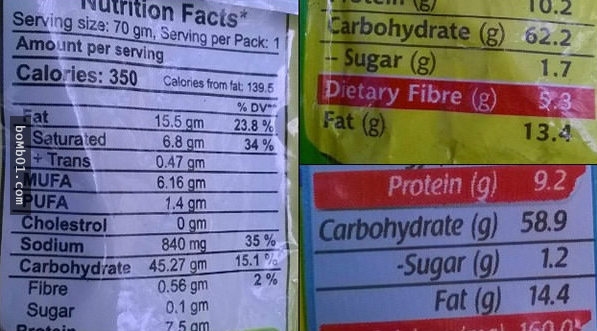 Nutrition Facts*
Serving size: 70 gm, Serving per Pack: 1
Amount per serving
Calories: 350 Calories from fat: 139.5
% DV**
Fat 15.5 gm 23.8 %
Saturated 6.8 gm 34 %
+ Trans 0.47 gm
MUFA 6.16 gm
PUFA 1.4 gm
Cholestrol 0 gm
Sodium 840 mg 35 %
Carbohydrate 45.27 gm 15.1 %
Fibre 0.56 gm 2 %
Sugar 0.1 gm
Protein 7.5 gm
bomb01.com
Protein (g) 10.2
Carbohydrate (g) 62.2
- Sugar (g) 1.7
Dietary Fibre (g) 5.3
Fat (g) 13.4
Protein (g) 9.2
Carbohydrate (g) 58.9
-Sugar (g) 1.2
Fat (g) 14.4